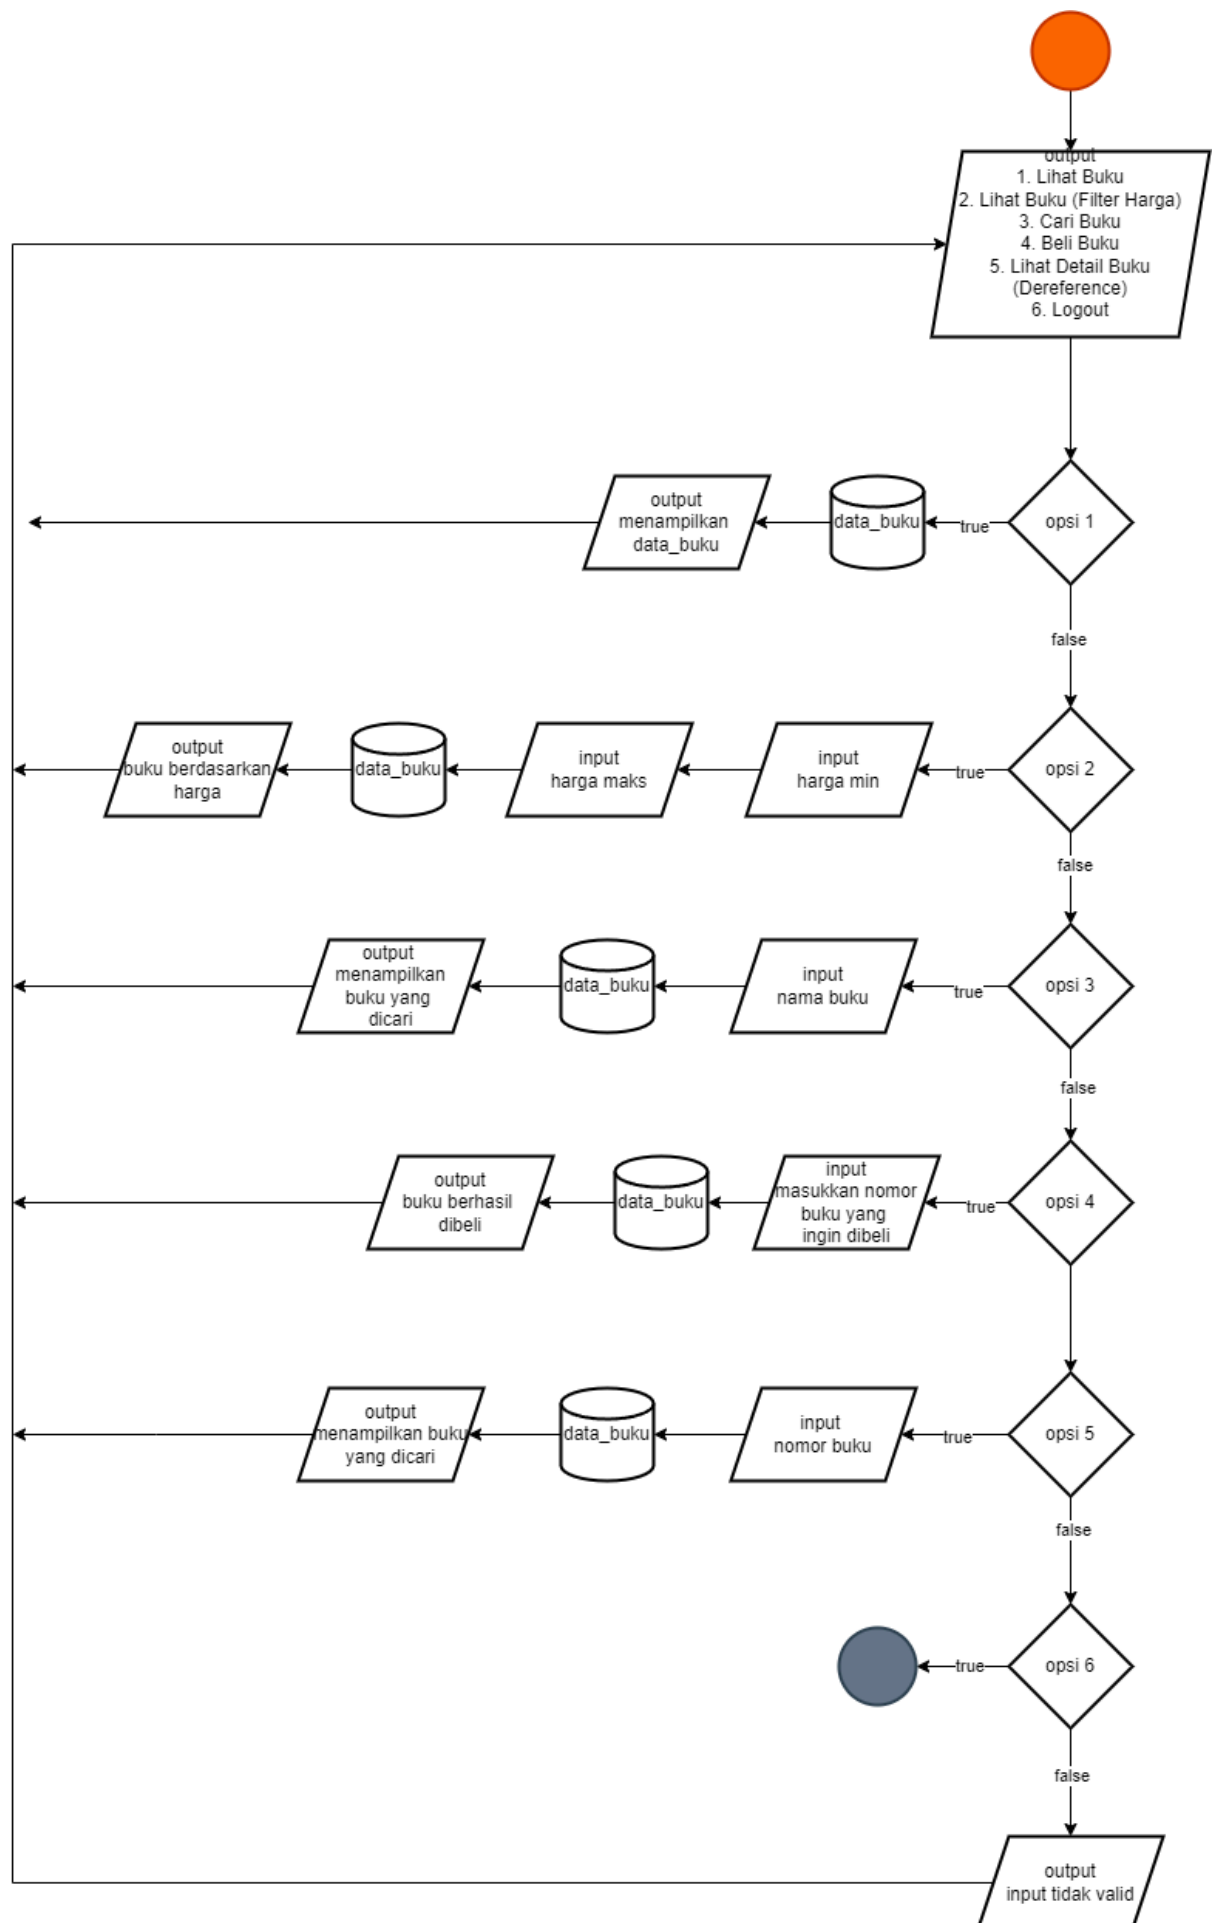 output
1. Lihat Buku
2. Lihat Buku (Filter Harga)
3. Cari Buku
4. Beli Buku
5. Lihat Detail Buku
(Dereference)
6. Logout
opsi 1
true
data_buku
output
menampilkan
data_buku
false
opsi 2
true
input
harga min
input
harga maks
data_buku
output
buku berdasarkan
harga
false
opsi 3
true
input
nama buku
data_buku
output
menampilkan
buku yang
dicari
false
opsi 4
true
input
masukkan nomor
buku yang
ingin dibeli
data_buku
output
buku berhasil
dibeli
opsi 5
true
input
nomor buku
data_buku
output
menampilkan buku
yang dicari
false
opsi 6
true
false
output
input tidak valid